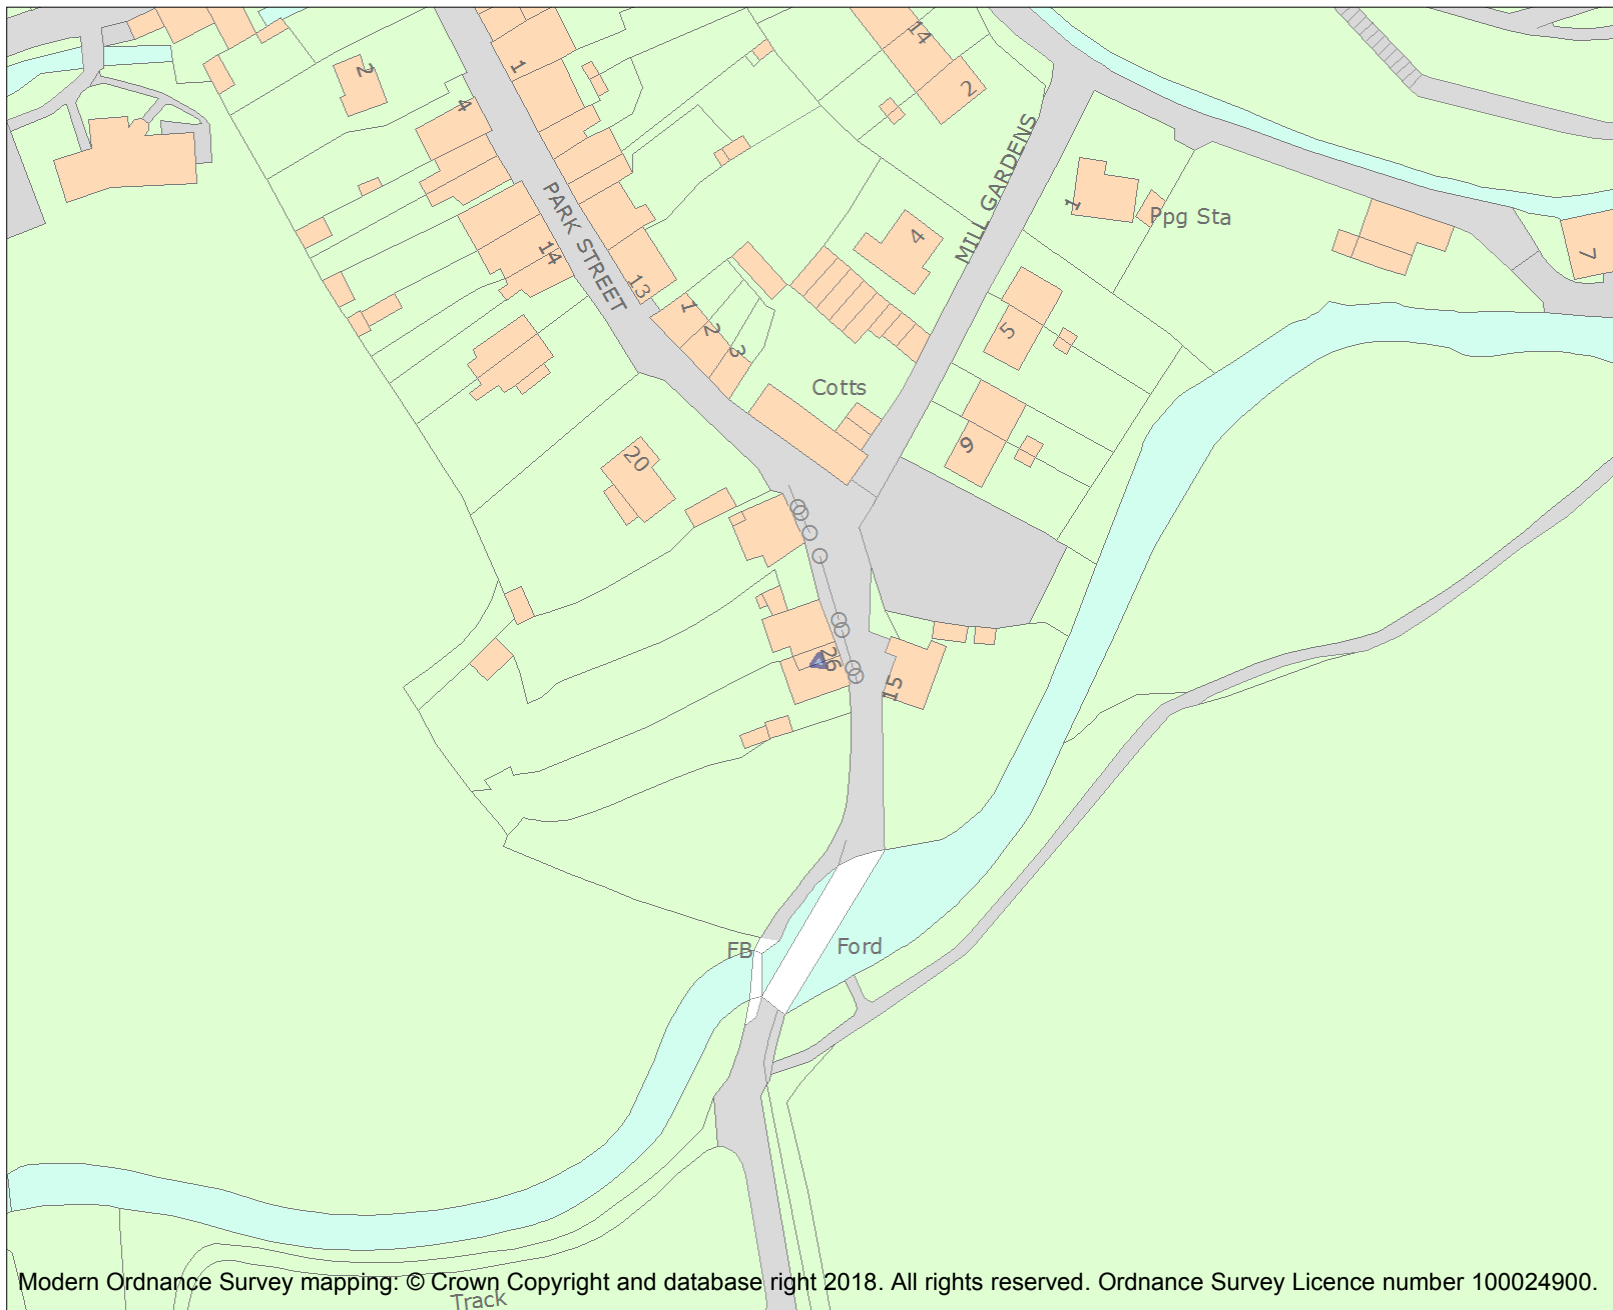 14
2
1
2
4
MILL GARDENS
1
Ppg Sta
PARK STREET
14
4
7
13
1
2
3
5
Cotts
9
20
26
15
FB
Ford
Modern Ordnance Survey mapping: © Crown Copyright and database right 2018. All rights reserved. Ordnance Survey Licence number 100024900.
Track